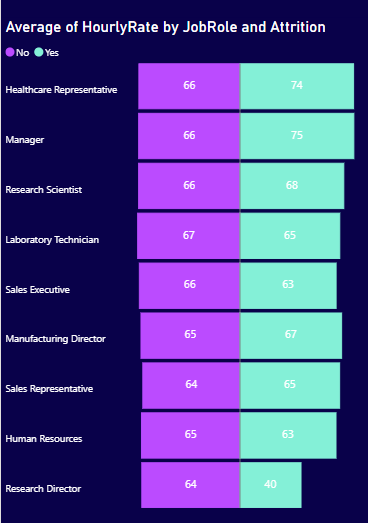 Average of HourlyRate by JobRole and Attrition
No Yes
Healthcare Representative 66 74
Manager 66 75
Research Scientist 66 68
Laboratory Technician 67 65
Sales Executive 66 63
Manufacturing Director 65 67
Sales Representative 64 65
Human Resources 65 63
Research Director 64 40